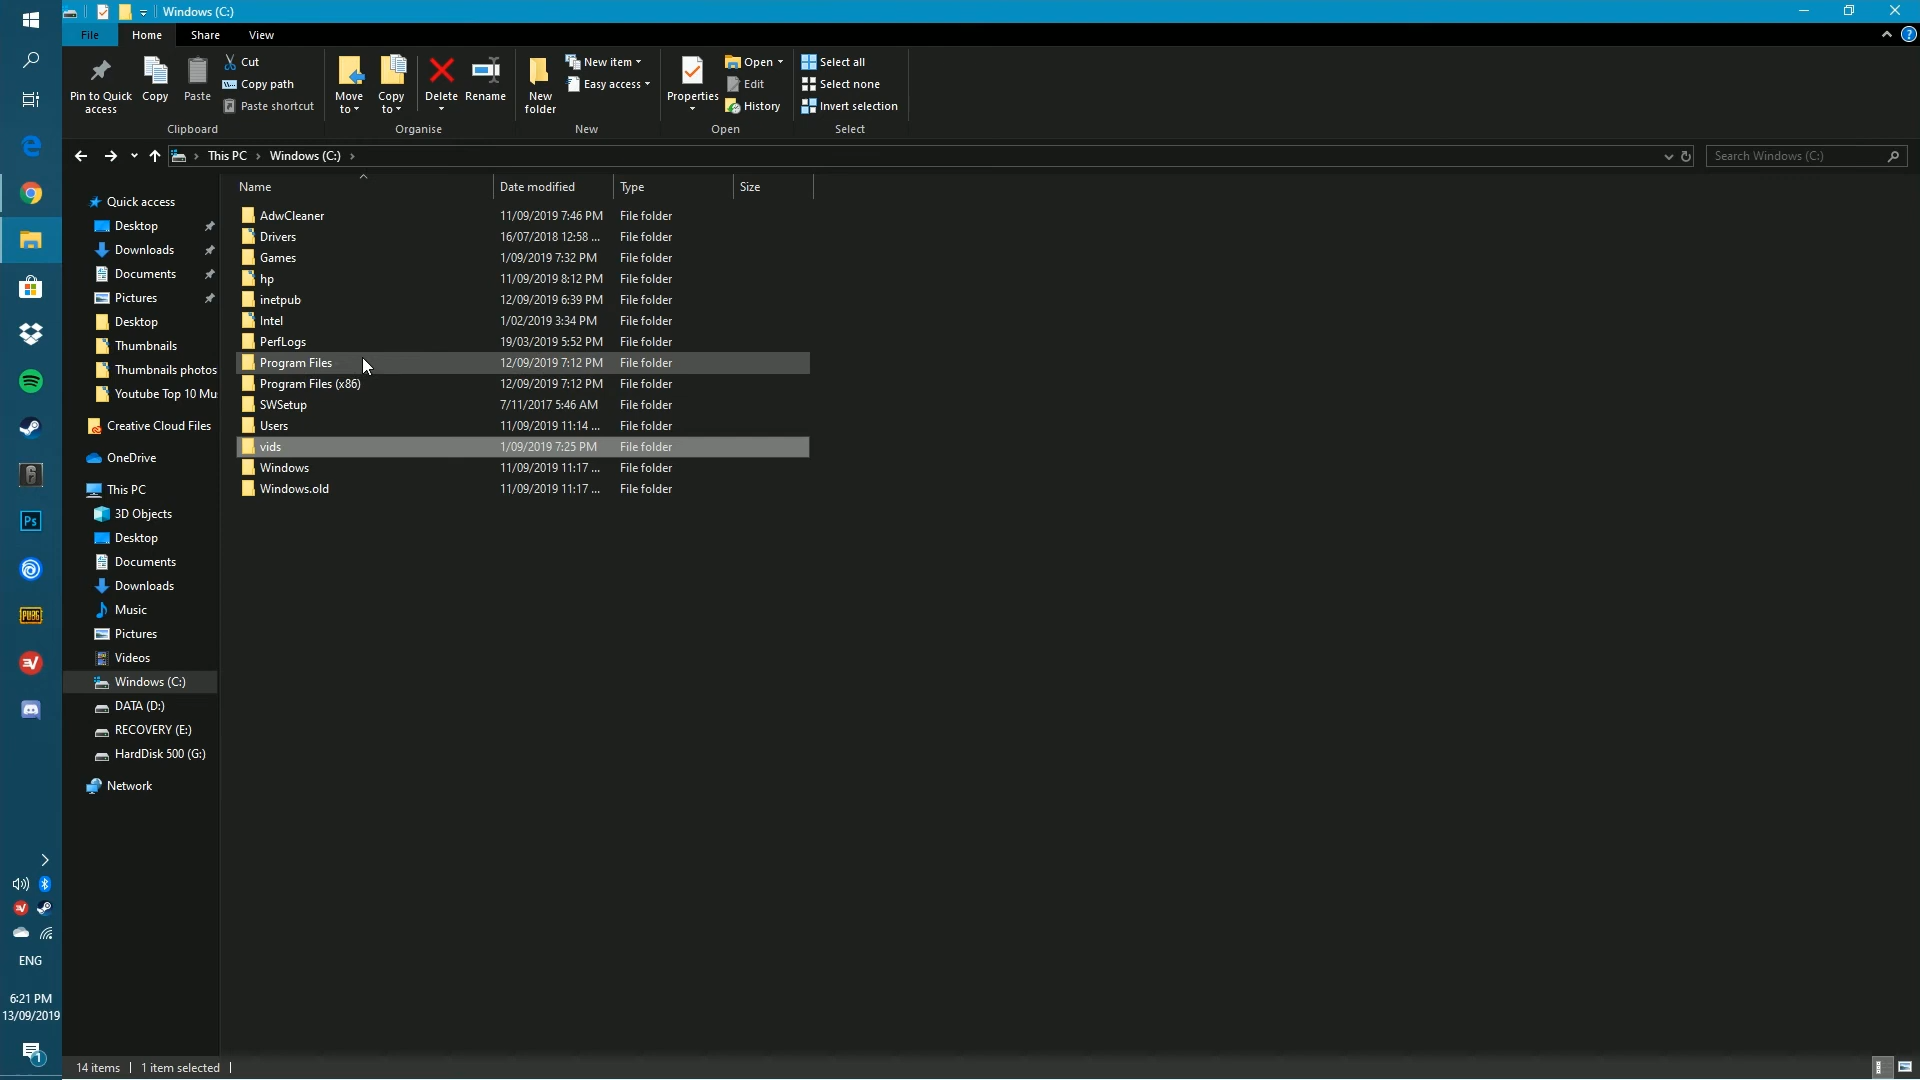 Windows (C:)
File Home Share View
Pin to Quick access
Copy
Paste
Cut
Copy path
Paste shortcut
Clipboard
Move to
Copy to
Delete
Rename
Organise
New folder
New item
Easy access
New
Properties
Open
Edit
History
Open
Select all
Select none
Invert selection
Select
This PC > Windows (C:) >
Search Windows (C:)
Name Date modified Type Size
AdwCleaner 11/09/2019 7:46 PM File folder
Drivers 16/07/2018 12:58 ... File folder
Games 1/09/2019 7:32 PM File folder
hp 11/09/2019 8:12 PM File folder
inetpub 12/09/2019 6:39 PM File folder
Intel 1/02/2019 3:34 PM File folder
PerfLogs 19/03/2019 5:52 PM File folder
Program Files 12/09/2019 7:12 PM File folder
Program Files (x86) 12/09/2019 7:12 PM File folder
SWSetup 7/11/2017 5:46 AM File folder
Users 11/09/2019 11:14 ... File folder
vids 1/09/2019 7:25 PM File folder
Windows 11/09/2019 11:17 ... File folder
Windows.old 11/09/2019 11:17 ... File folder
Quick access
Desktop
Downloads
Documents
Pictures
Desktop
Thumbnails
Thumbnails photos
Youtube Top 10 Mu
Creative Cloud Files
OneDrive
This PC
3D Objects
Desktop
Documents
Downloads
Music
Pictures
Videos
Windows (C:)
DATA (D:)
RECOVERY (E:)
HardDisk 500 (G:)
Network
Ps
PUBG
ENG
6:21 PM
13/09/2019
1
14 items
1 item selected